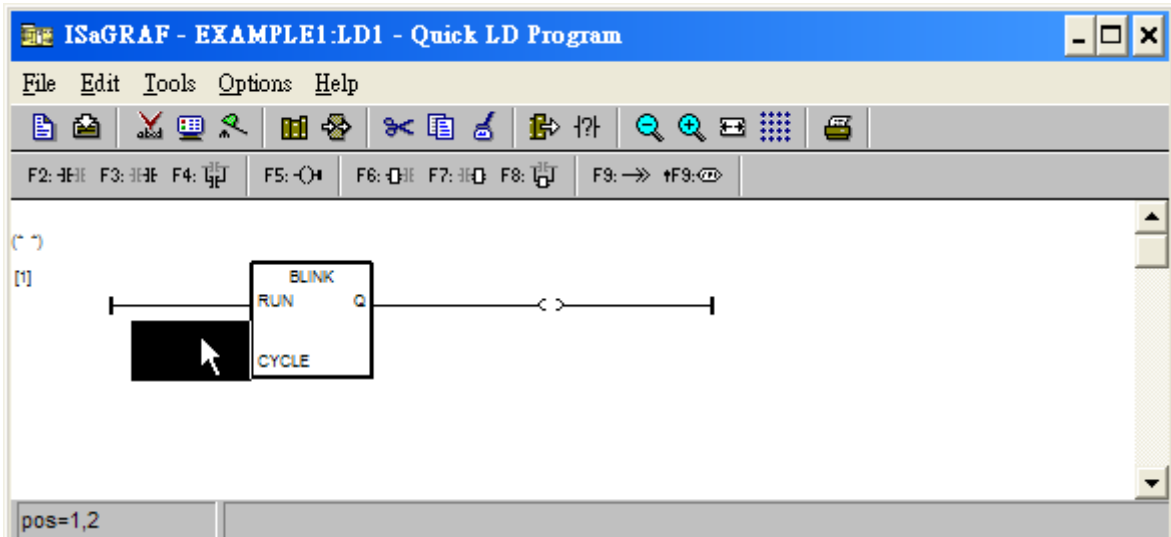 ISaGRAF - EXAMPLE1:LD1 - Quick LD Program
File Edit Tools Options Help
abcd
F2: F3: F4: F5: F6: F7: F8: F9: ↑F9:
(* *)
[1]
BLINK
RUN Q
CYCLE
pos=1,2